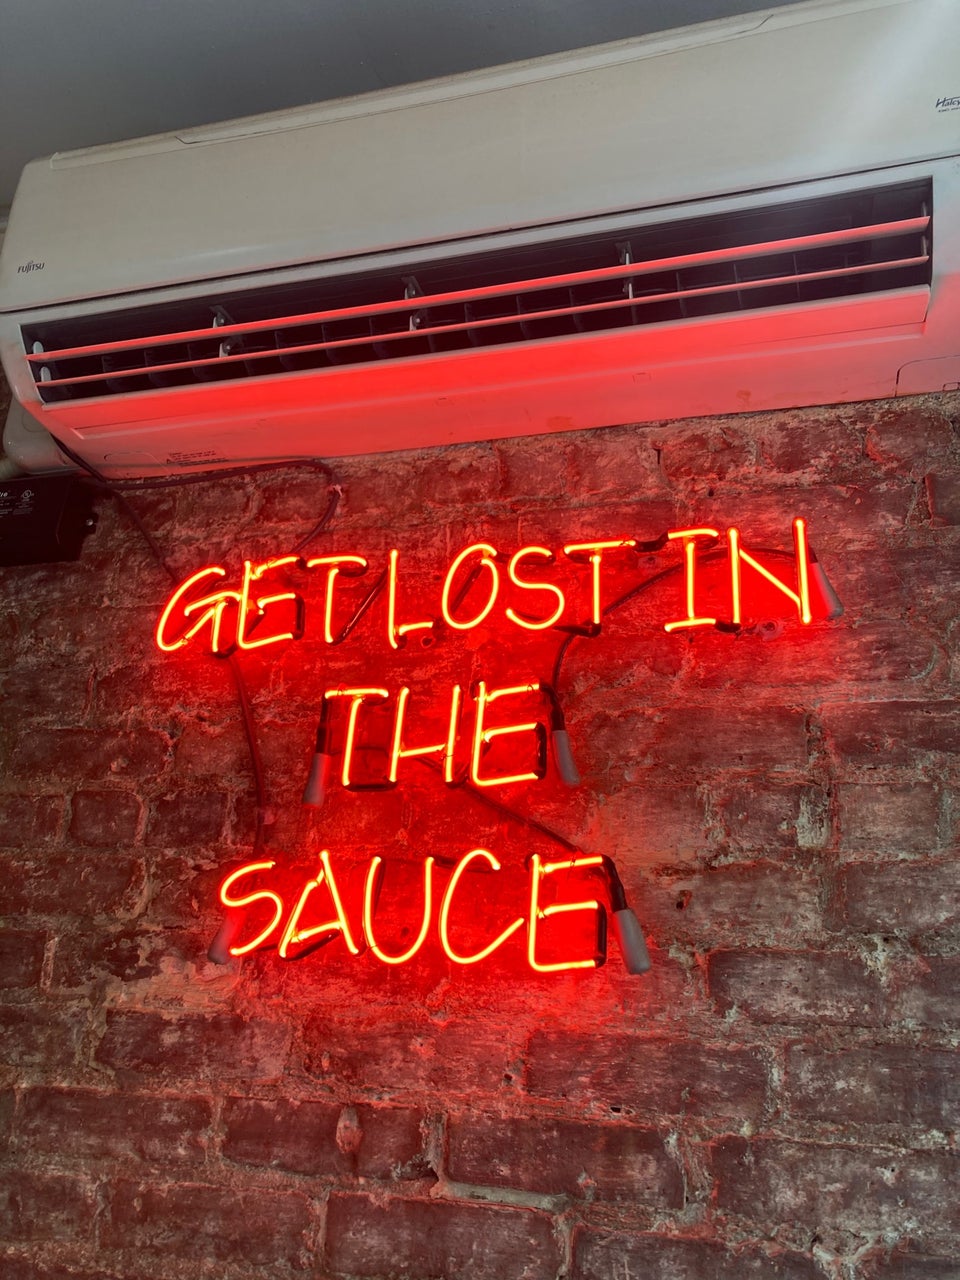 FUJITSU
GET LOST IN
THE
SAUCE